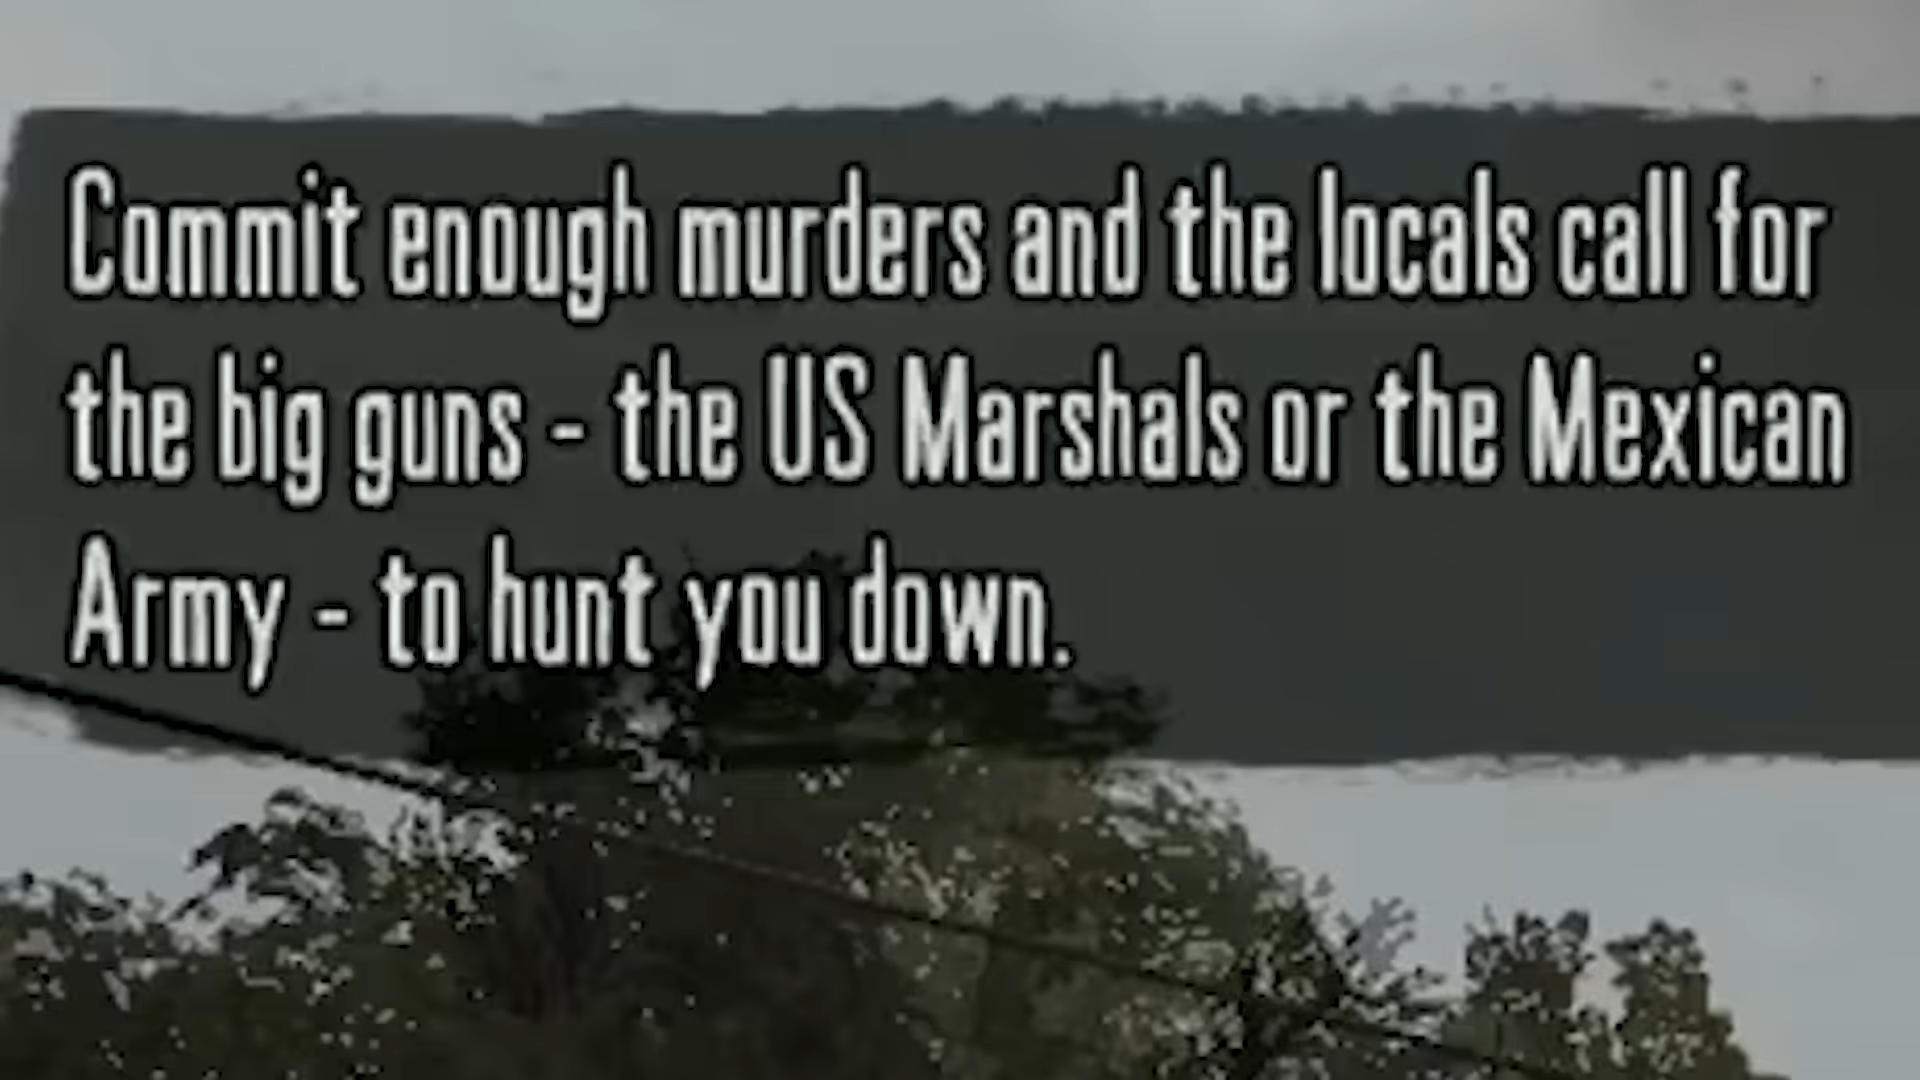 Commit enough murders and the locals call for
the big guns - the US Marshals or the Mexican
Army - to hunt you down.